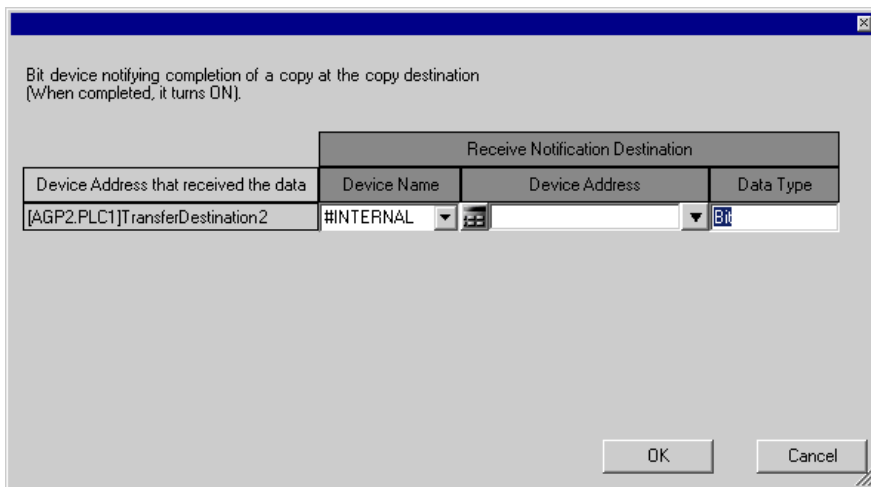 Bit device notifying completion of a copy at the copy destination
(When completed, it turns ON).
Receive Notification Destination
Device Address that received the data Device Name Device Address Data Type
[AGP2.PLC1]TransferDestination2 #INTERNAL Bit
OK Cancel